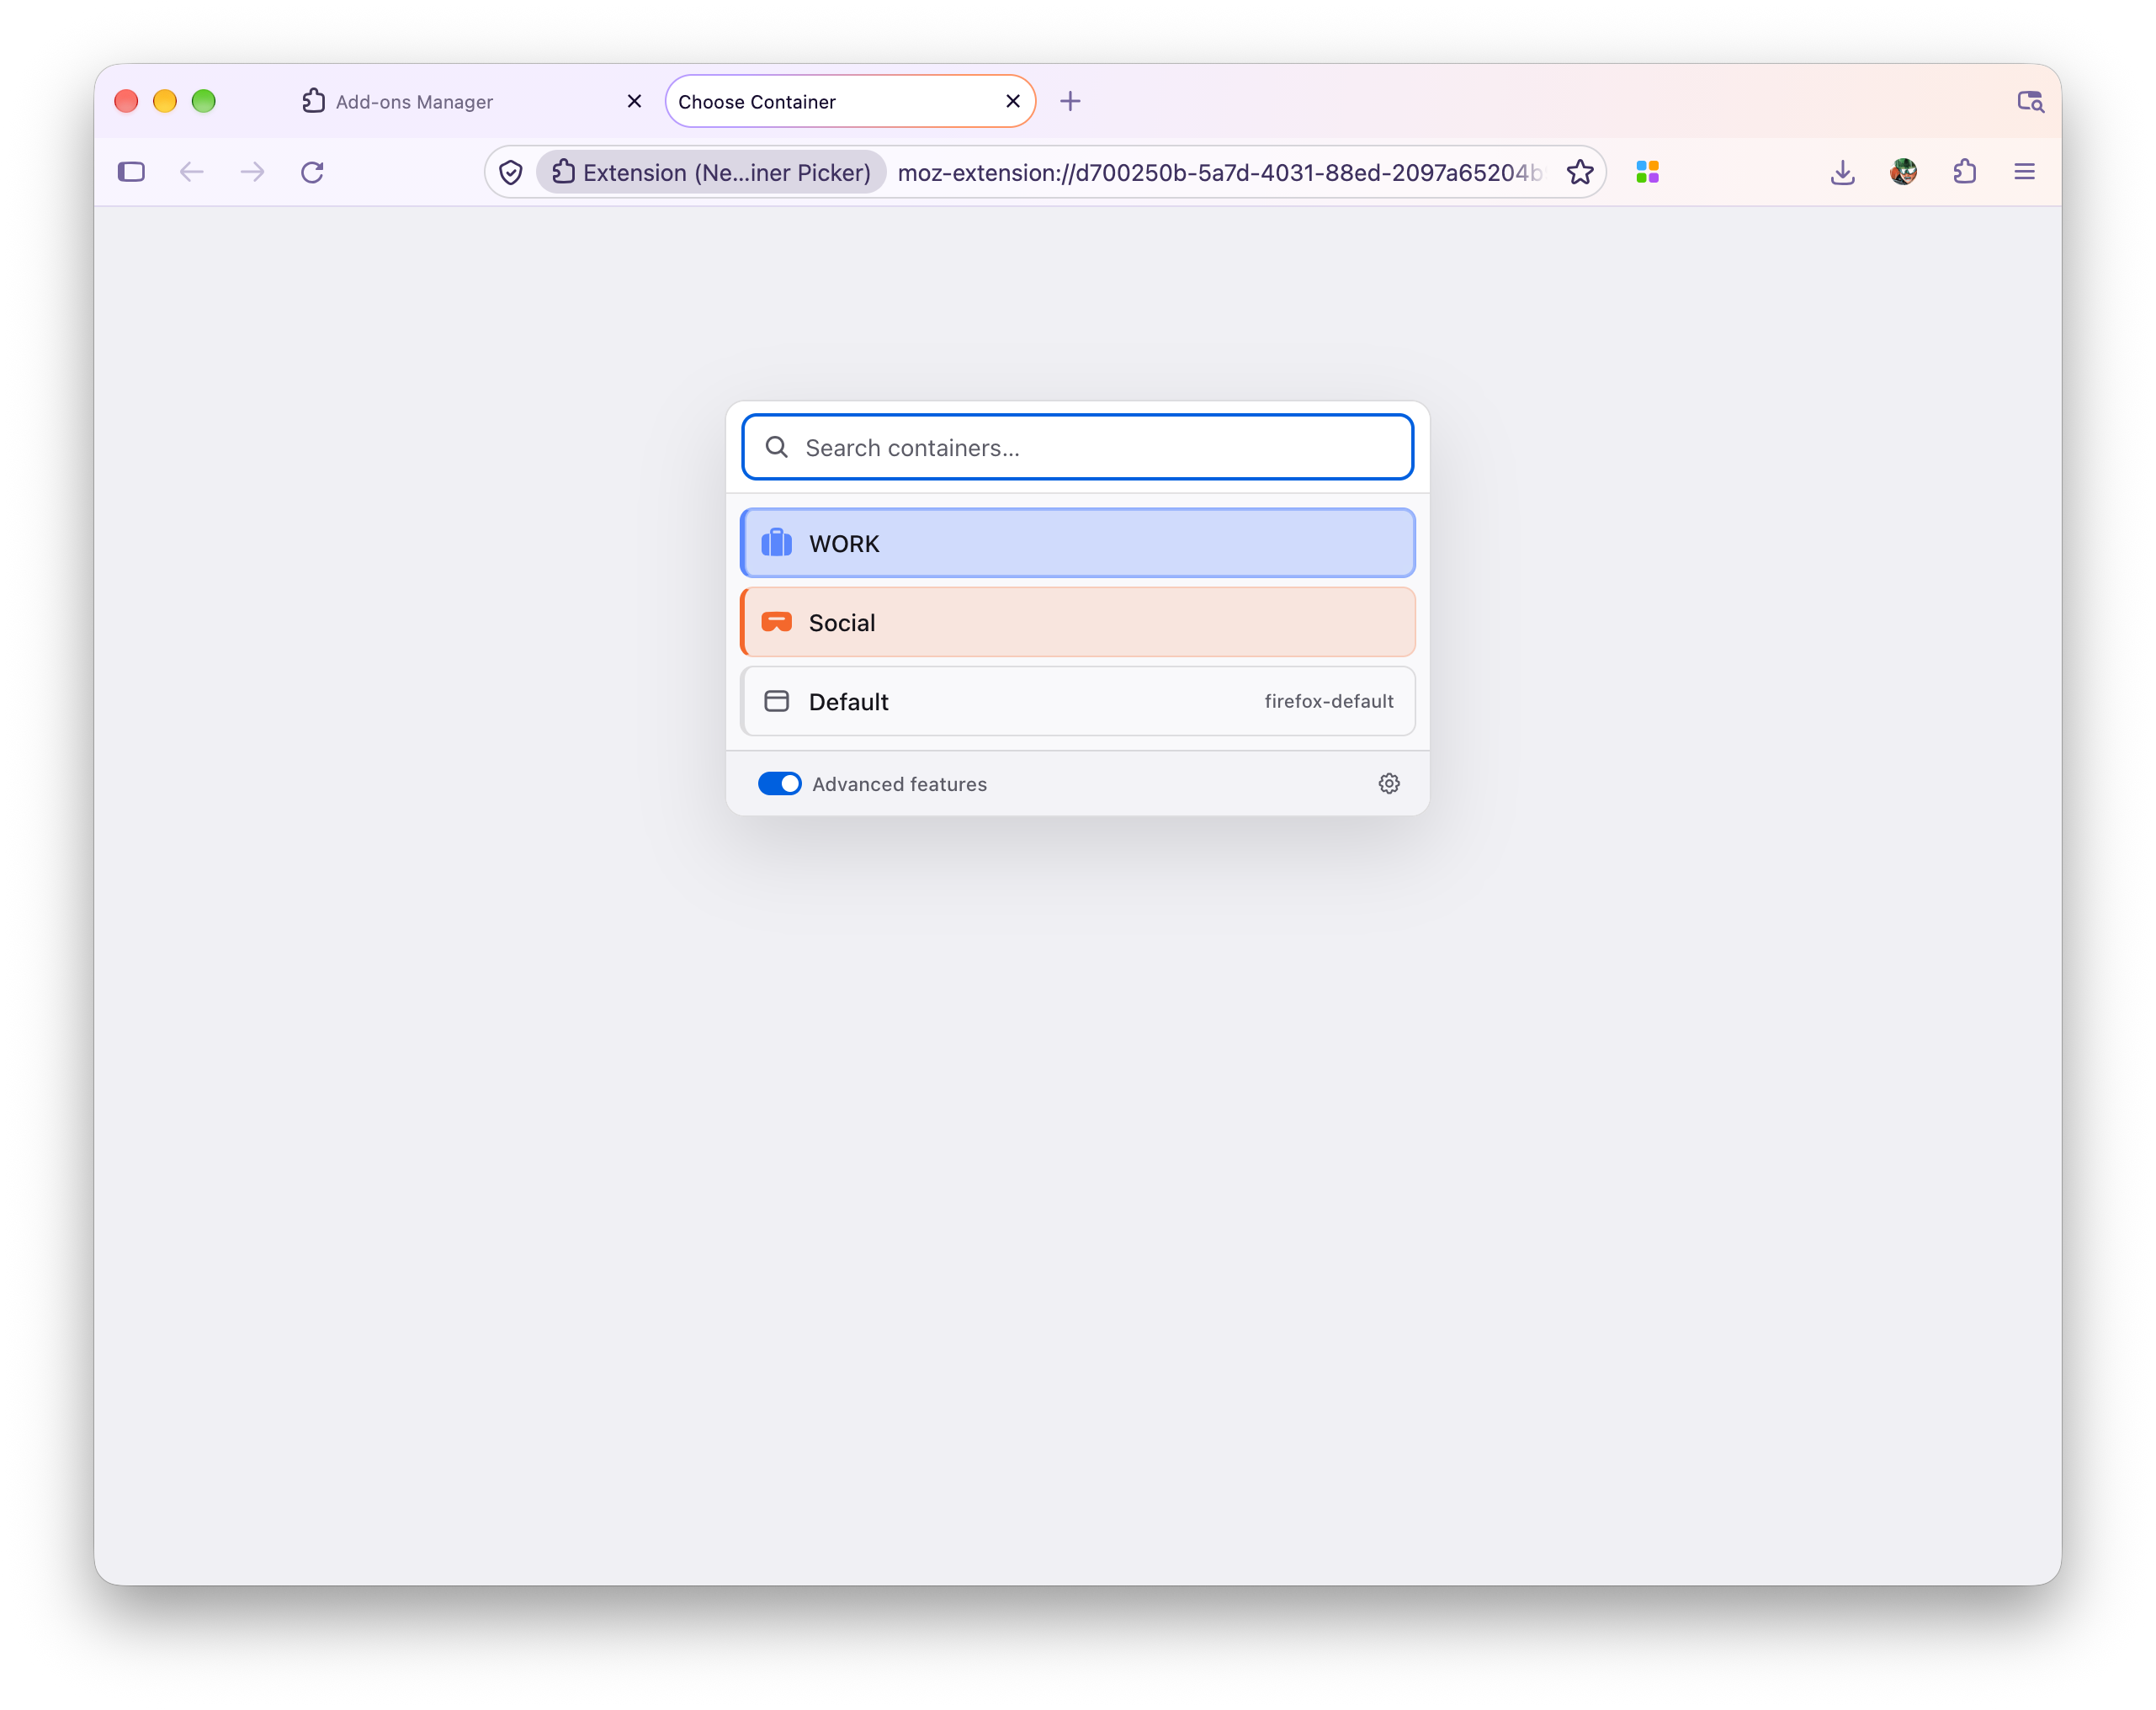 Add-ons Manager
Choose Container
Extension (Ne...iner Picker) moz-extension://d700250b-5a7d-4031-88ed-2097a65204b
Search containers...
WORK
Social
Default firefox-default
Advanced features